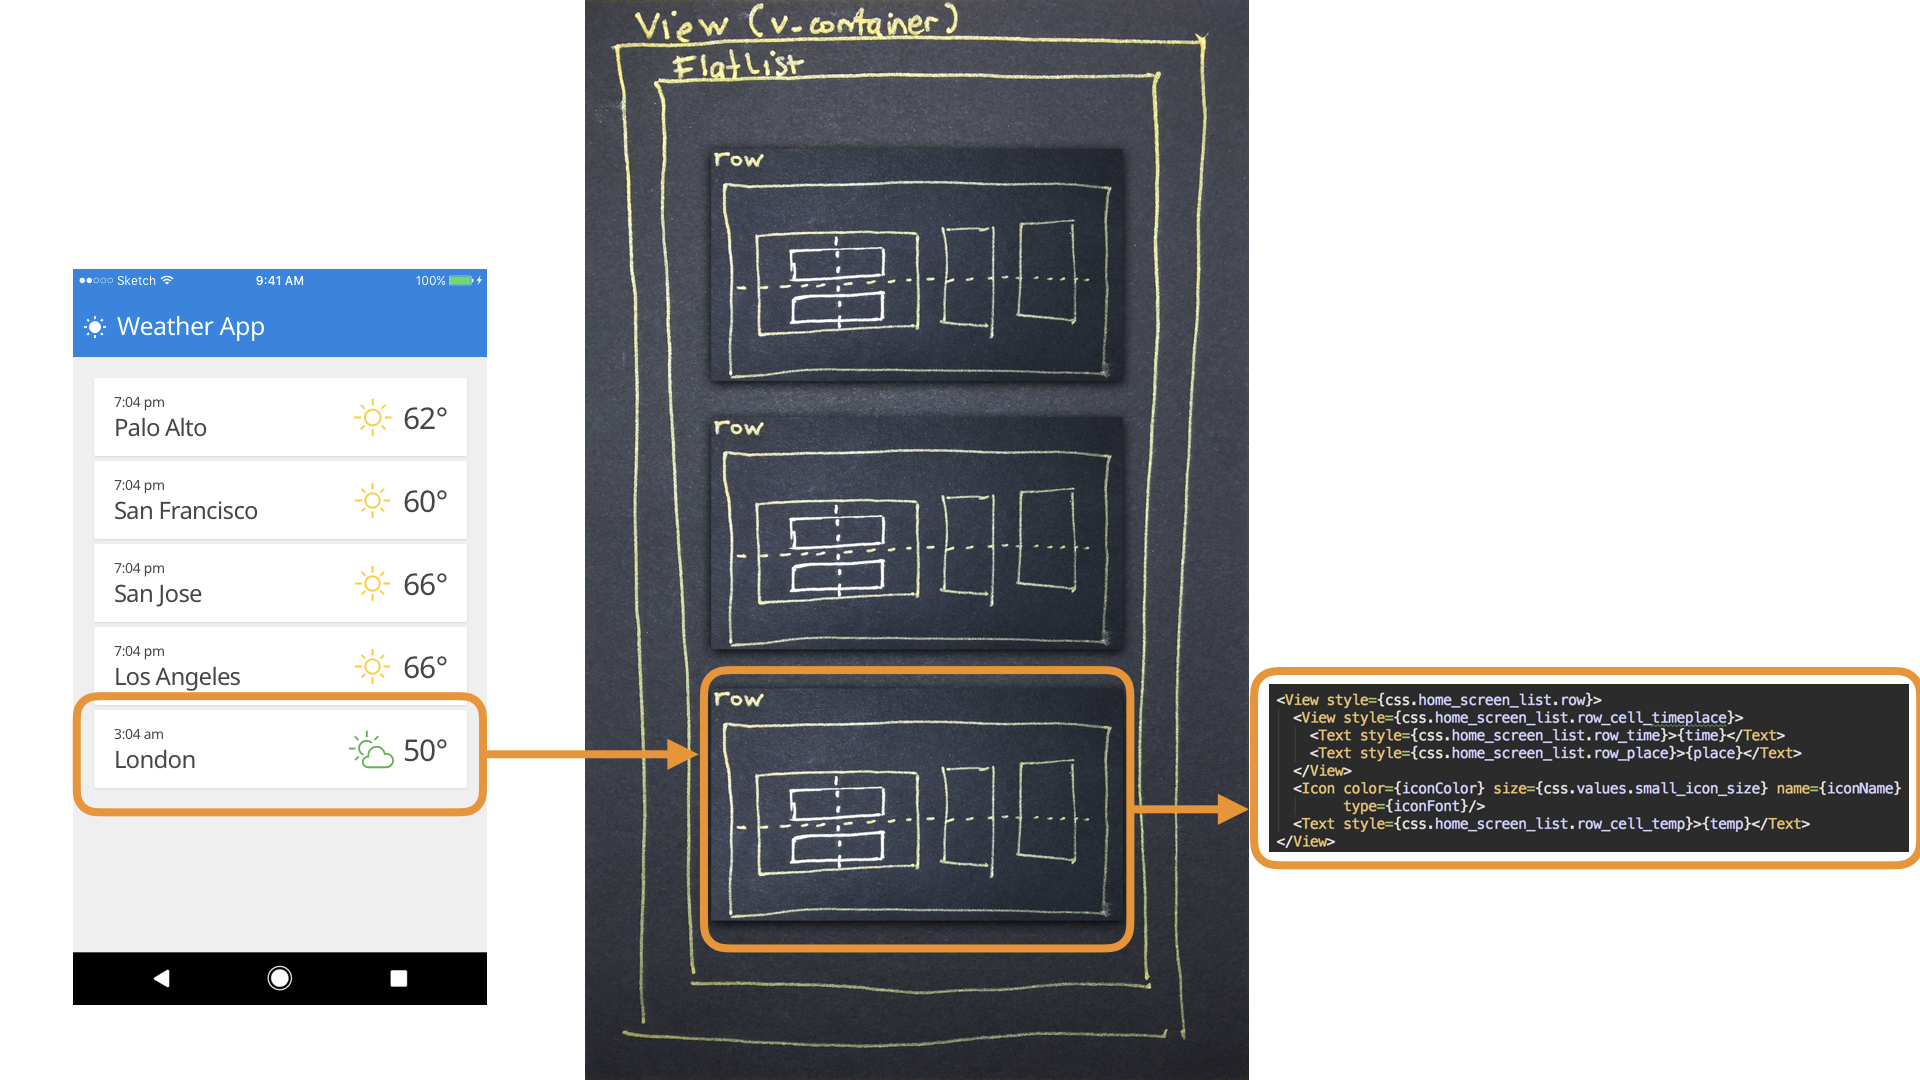 Sketch 9:41 AM 100%
Weather App
7:04 pm
Palo Alto
62°
7:04 pm
San Francisco
60°
7:04 pm
San Jose
66°
7:04 pm
Los Angeles
66°
3:04 am
London
50°
View (v-container)
FlatList
row
row
row
<View style={css.home_screen_list.row}>
<View style={css.home_screen_list.row_cell_timeplace}>
<Text style={css.home_screen_list.row_time}>{time}</Text>
<Text style={css.home_screen_list.row_place}>{place}</Text>
</View>
<Icon color={iconColor} size={css.values.small_icon_size} name={iconName}
type={iconFont}/>
<Text style={css.home_screen_list.row_cell_temp}>{temp}</Text>
</View>